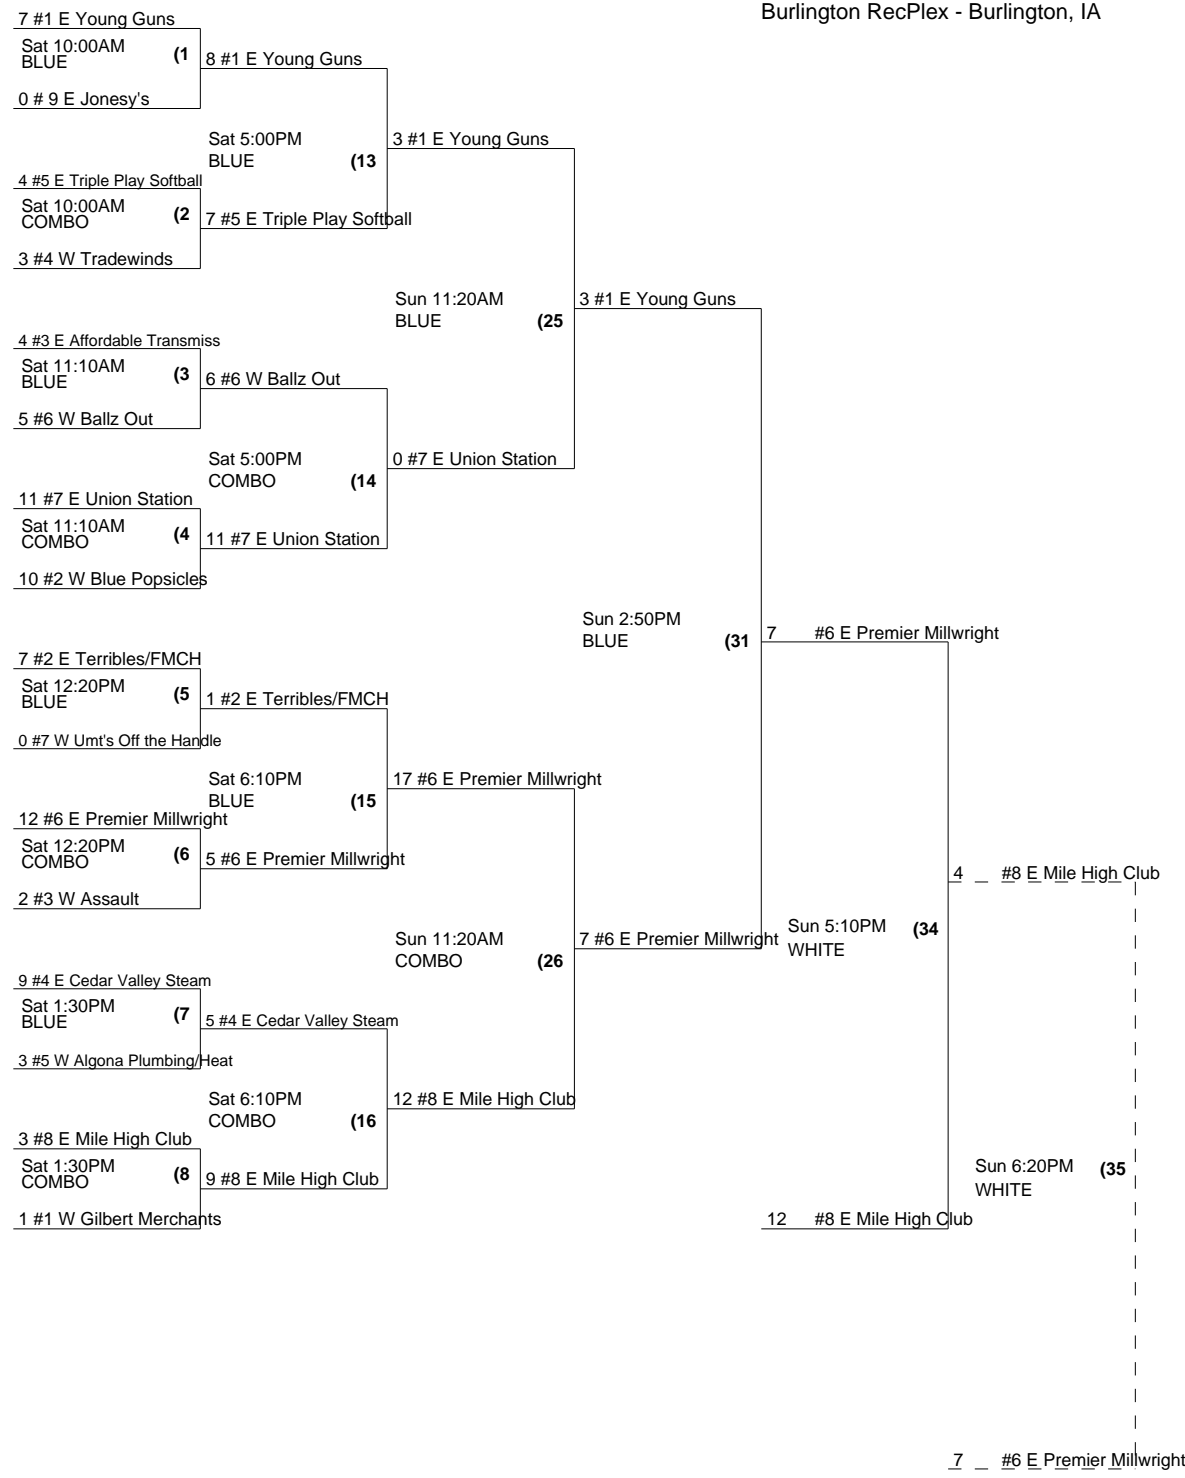 Burlington RecPlex - Burlington, IA
7 #1 E Young Guns
Sat 10:00AM
BLUE
(1
8 #1 E Young Guns
0 # 9 E Jonesy's
Sat 5:00PM
BLUE
(13
3 #1 E Young Guns
4 #5 E Triple Play Softball
Sat 10:00AM
COMBO
(2
7 #5 E Triple Play Softball
3 #4 W Tradewinds
Sun 11:20AM
BLUE
(25
3 #1 E Young Guns
4 #3 E Affordable Transmiss
Sat 11:10AM
BLUE
(3
6 #6 W Ballz Out
5 #6 W Ballz Out
Sat 5:00PM
COMBO
(14
0 #7 E Union Station
11 #7 E Union Station
Sat 11:10AM
COMBO
(4
11 #7 E Union Station
10 #2 W Blue Popsicles
Sun 2:50PM
BLUE
(31
7 #6 E Premier Millwright
7 #2 E Terribles/FMCH
Sat 12:20PM
BLUE
(5
1 #2 E Terribles/FMCH
0 #7 W Umt's Off the Handle
Sat 6:10PM
BLUE
(15
17 #6 E Premier Millwright
12 #6 E Premier Millwright
Sat 12:20PM
COMBO
(6
5 #6 E Premier Millwright
2 #3 W Assault
4 #8 E Mile High Club
Sun 11:20AM
COMBO
(26
7 #6 E Premier Millwright
Sun 5:10PM
WHITE
(34
9 #4 E Cedar Valley Steam
Sat 1:30PM
BLUE
(7
5 #4 E Cedar Valley Steam
3 #5 W Algona Plumbing/Heat
Sat 6:10PM
COMBO
(16
12 #8 E Mile High Club
3 #8 E Mile High Club
Sat 1:30PM
COMBO
(8
9 #8 E Mile High Club
1 #1 W Gilbert Merchants
Sun 6:20PM
WHITE
(35
12 #8 E Mile High Club
7 #6 E Premier Millwright